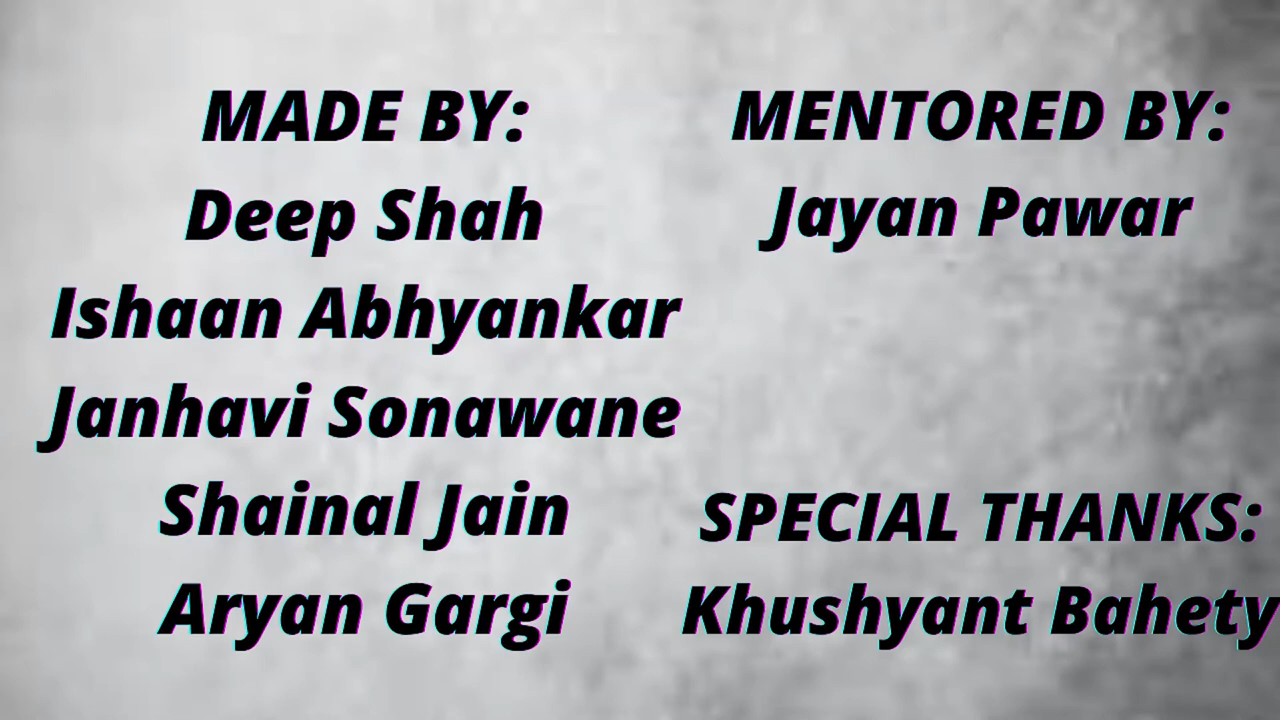 MADE BY:
Deep Shah
Ishaan Abhyankar
Janhavi Sonawane
Shainal Jain
Aryan Gargi
MENTORED BY:
Jayan Pawar
SPECIAL THANKS:
Khushyant Bahety